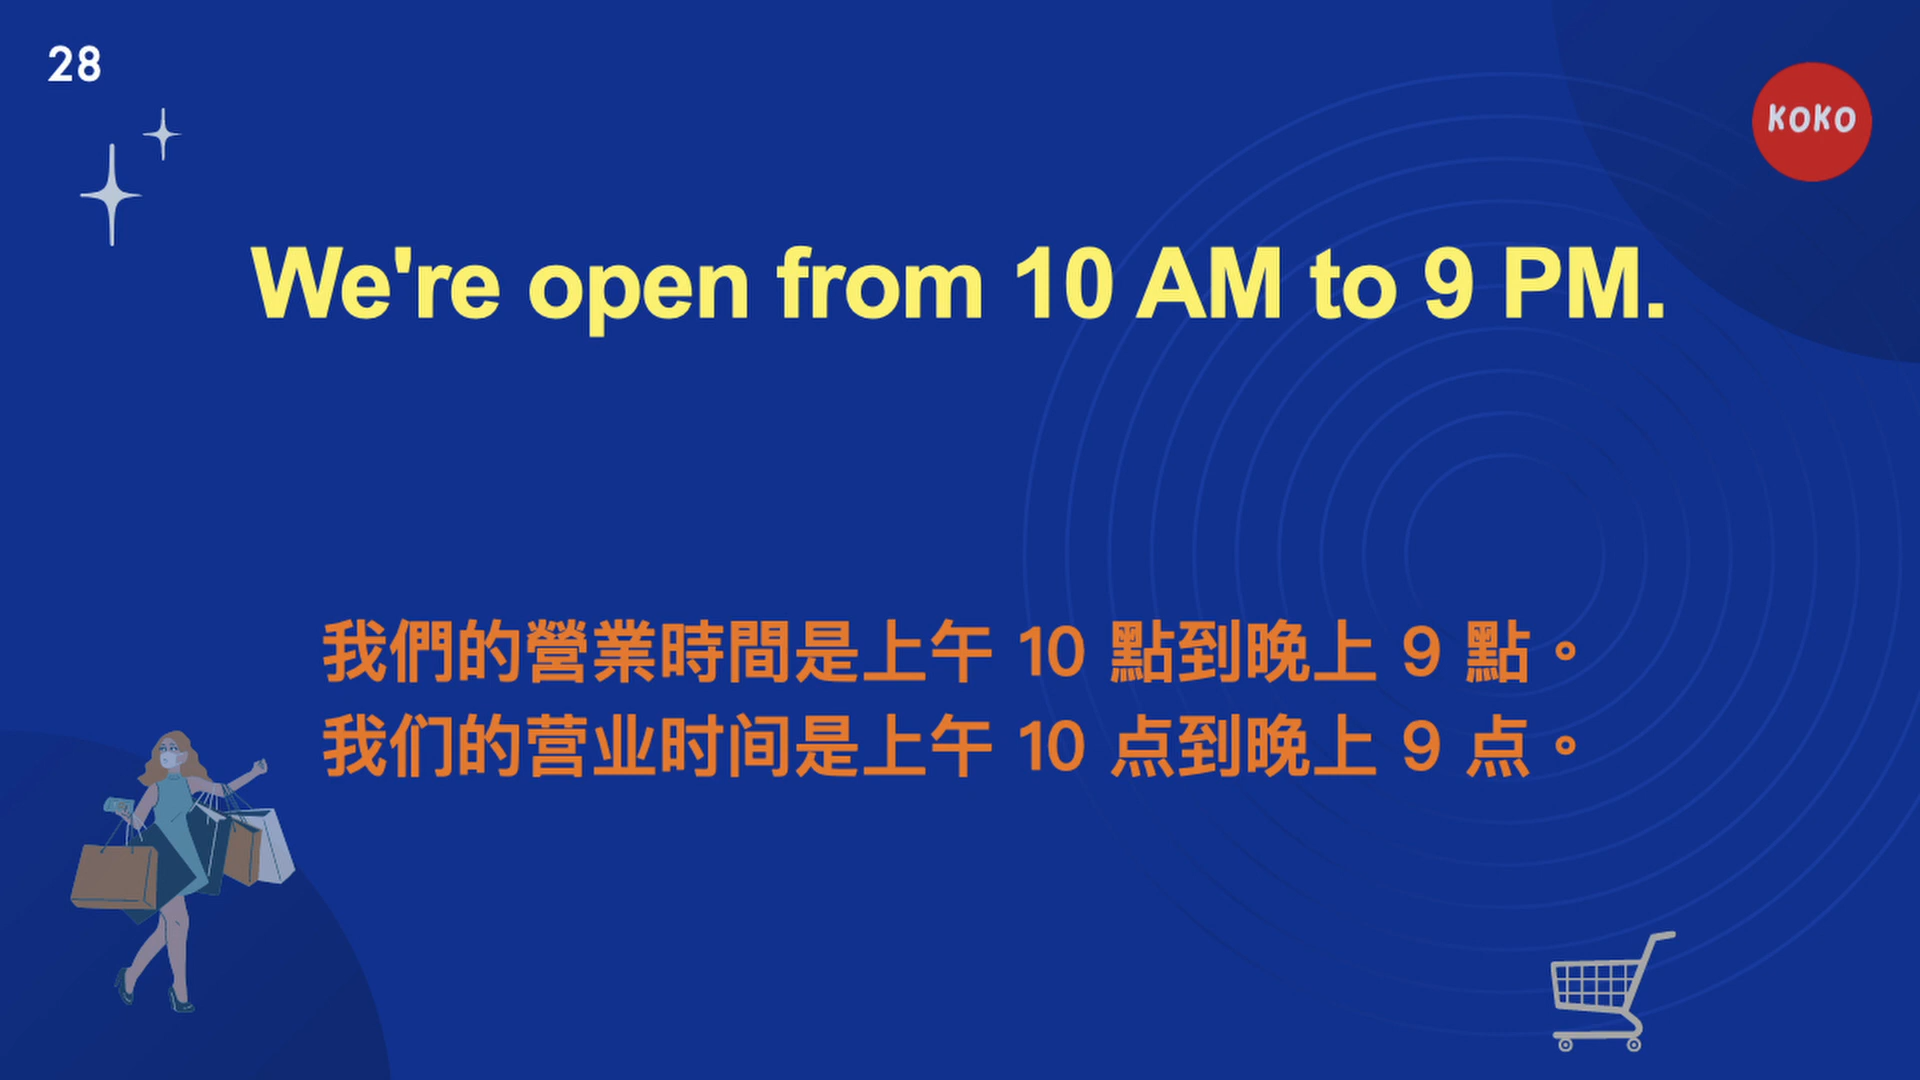 28
KOKO
We're open from 10 AM to 9 PM.
我們的營業時間是上午 10 點到晚上 9 點。
我们的营业时间是上午 10 点到晚上 9 点。